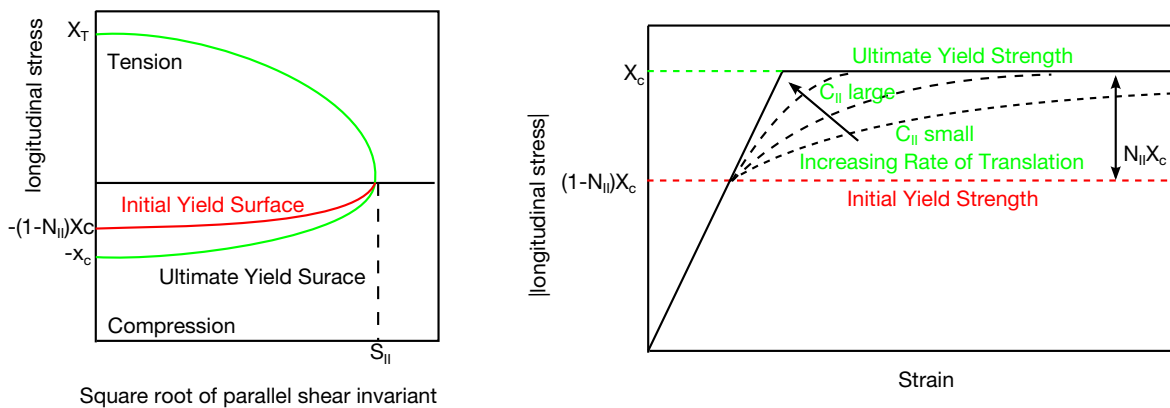 X_T
Tension
longitudinal stress
Initial Yield Surface
-(1-N_II)Xc
-x_c
Ultimate Yield Surace
Compression
S_II
Square root of parallel shear invariant
Ultimate Yield Strength
X_c
C_II large
C_II small
Increasing Rate of Translation
N_IIX_c
(1-N_II)X_c
Initial Yield Strength
|longitudinal stress|
Strain